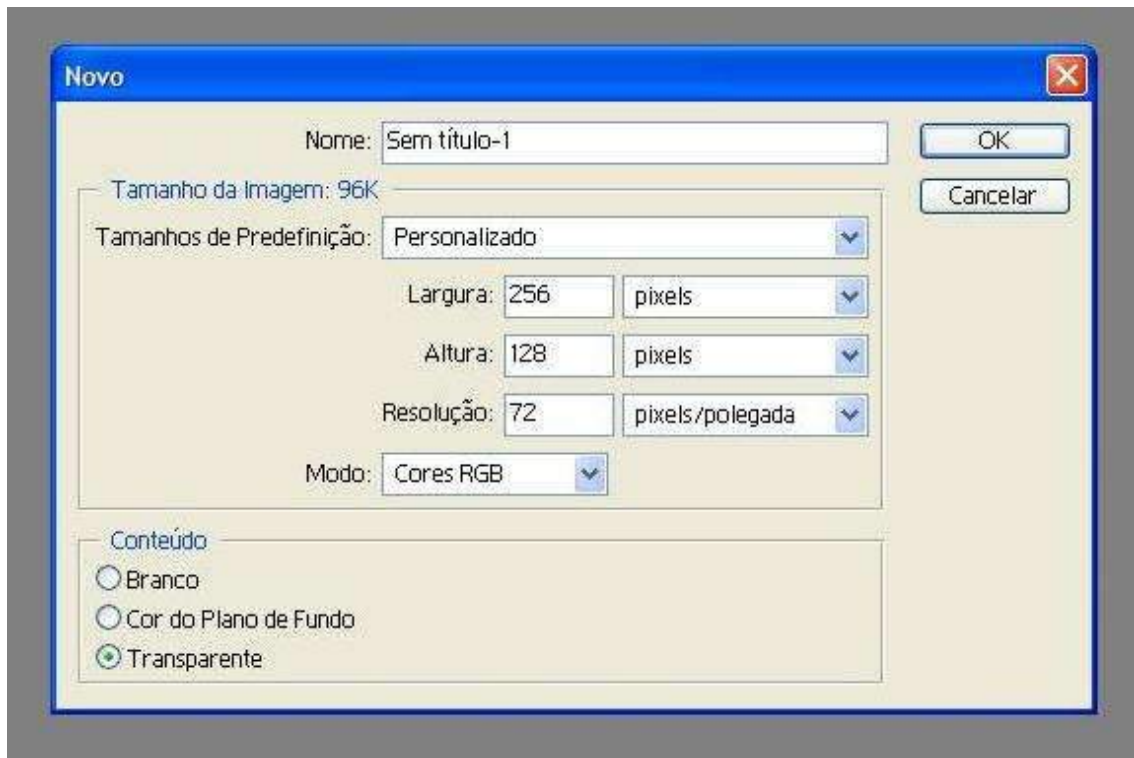 Novo
Nome: Sem título-1
OK
Tamanho da Imagem: 96K
Cancelar
Tamanhos de Predefinição: Personalizado
Largura: 256 pixels
Altura: 128 pixels
Resolução: 72 pixels/polegada
Modo: Cores RGB
Conteúdo
Branco
Cor do Plano de Fundo
Transparente